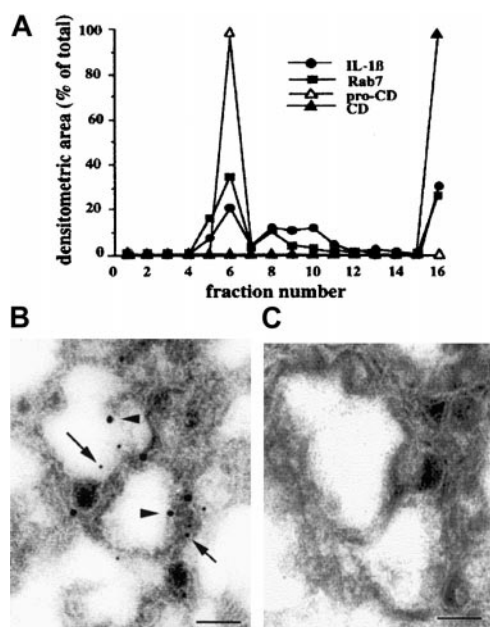 A
densitometric area (% of total)
100
80
60
40
20
0
IL-1ß
Rab7
pro-CD
CD
0 2 4 6 8 10 12 14 16
fraction number
B
C